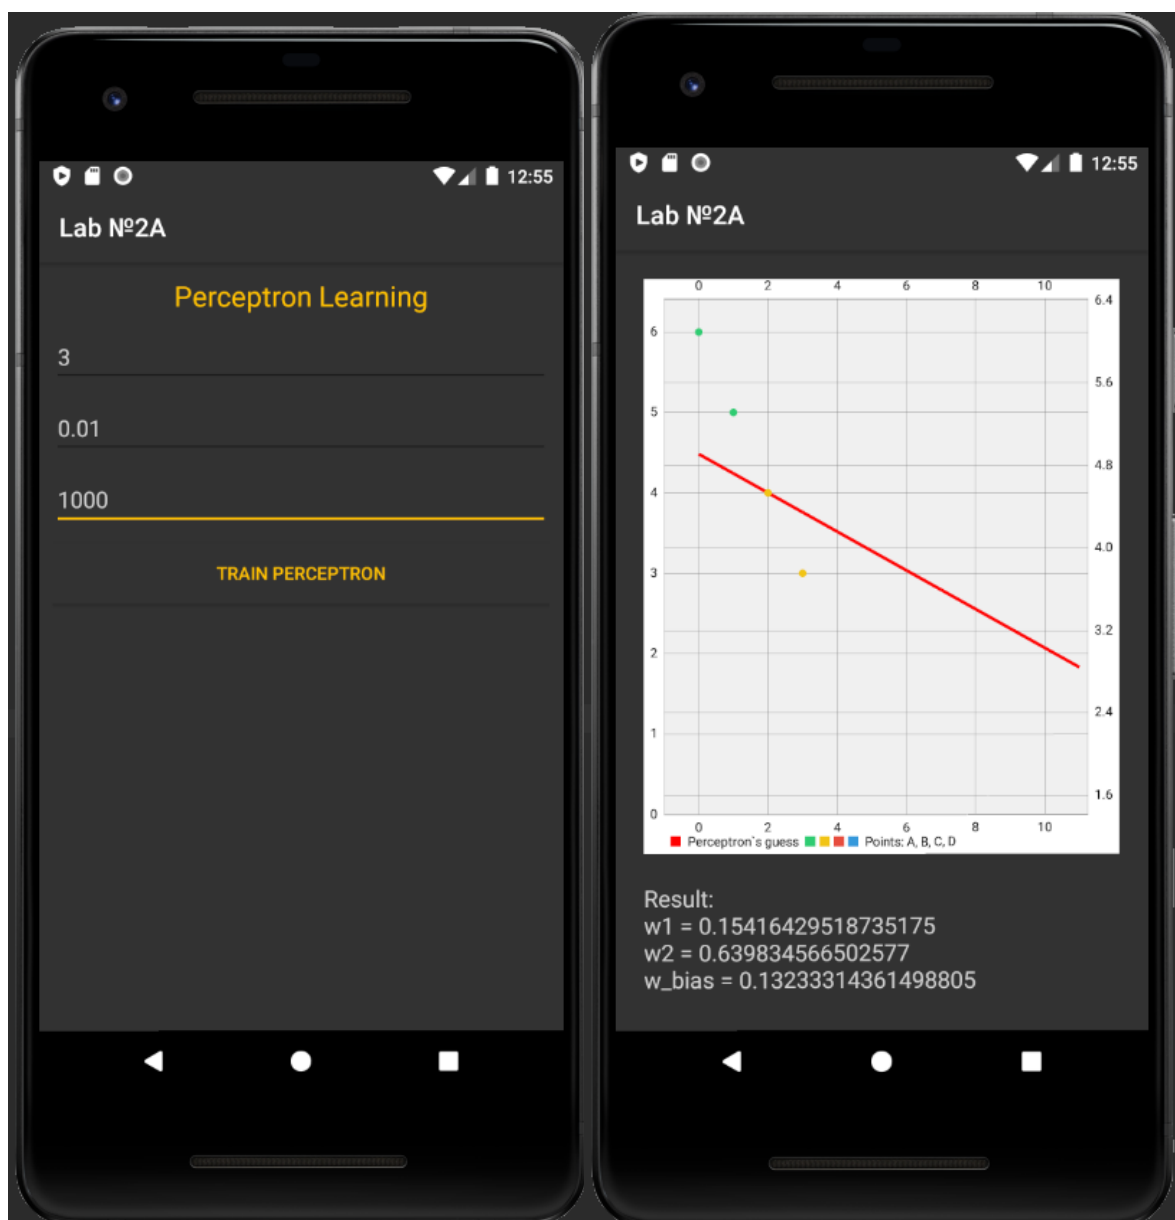 12:55
Lab №2A
Perceptron Learning
3
0.01
1000
TRAIN PERCEPTRON
12:55
Lab №2A
0 2 4 6 8 10
6.4
6
5.6
5
4.8
4
4.0
3
3.2
2
2.4
1
1.6
0
0 2 4 6 8 10
Perceptron`s guess Points: A, B, C, D
Result:
w1 = 0.15416429518735175
w2 = 0.639834566502577
w_bias = 0.13233314361498805